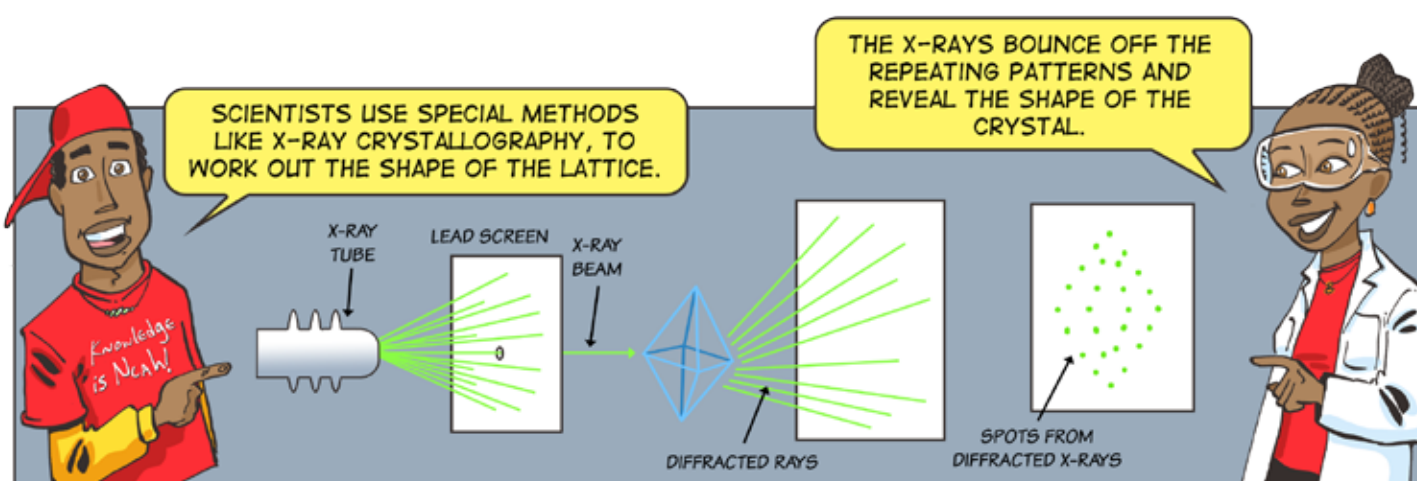 SCIENTISTS USE SPECIAL METHODS
LIKE X-RAY CRYSTALLOGRAPHY, TO
WORK OUT THE SHAPE OF THE LATTICE.
THE X-RAYS BOUNCE OFF THE
REPEATING PATTERNS AND
REVEAL THE SHAPE OF THE
CRYSTAL.
X-RAY
TUBE
LEAD SCREEN
X-RAY
BEAM
DIFFRACTED RAYS
SPOTS FROM
DIFFRACTED X-RAYS
Knowledge
is Ncah!